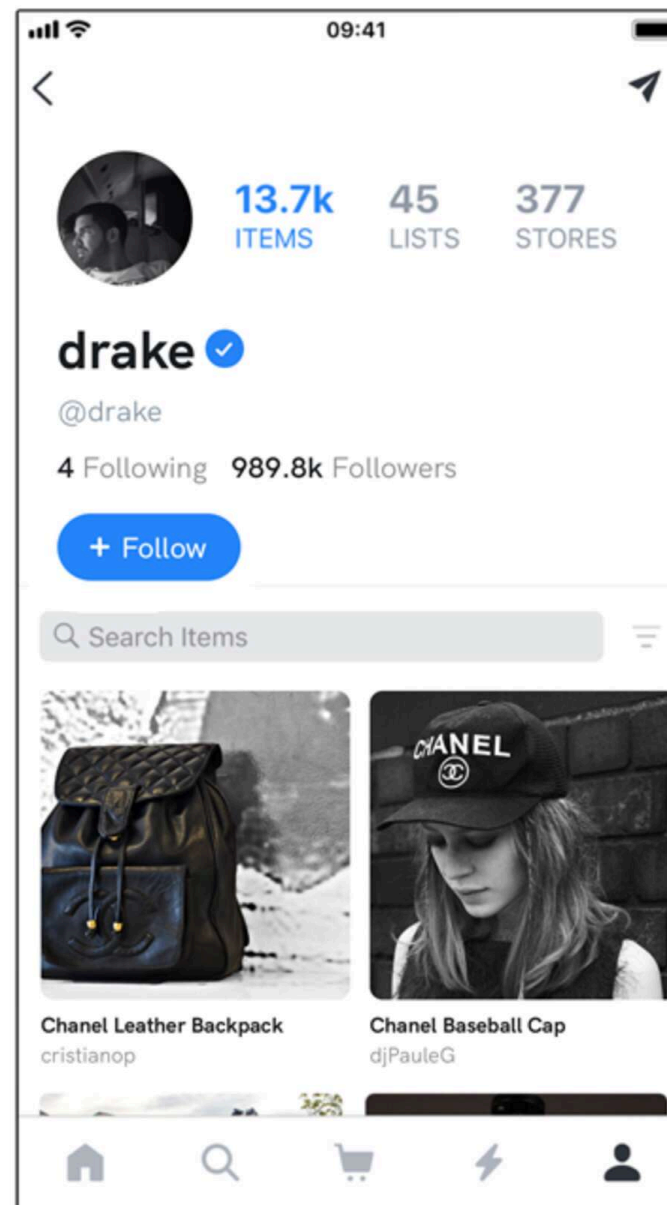 09:41
13.7k 45 377
ITEMS LISTS STORES
drake
@drake
4 Following 989.8k Followers
+ Follow
Search Items
CHANEL
Chanel Leather Backpack Chanel Baseball Cap
cristianop djPauleG